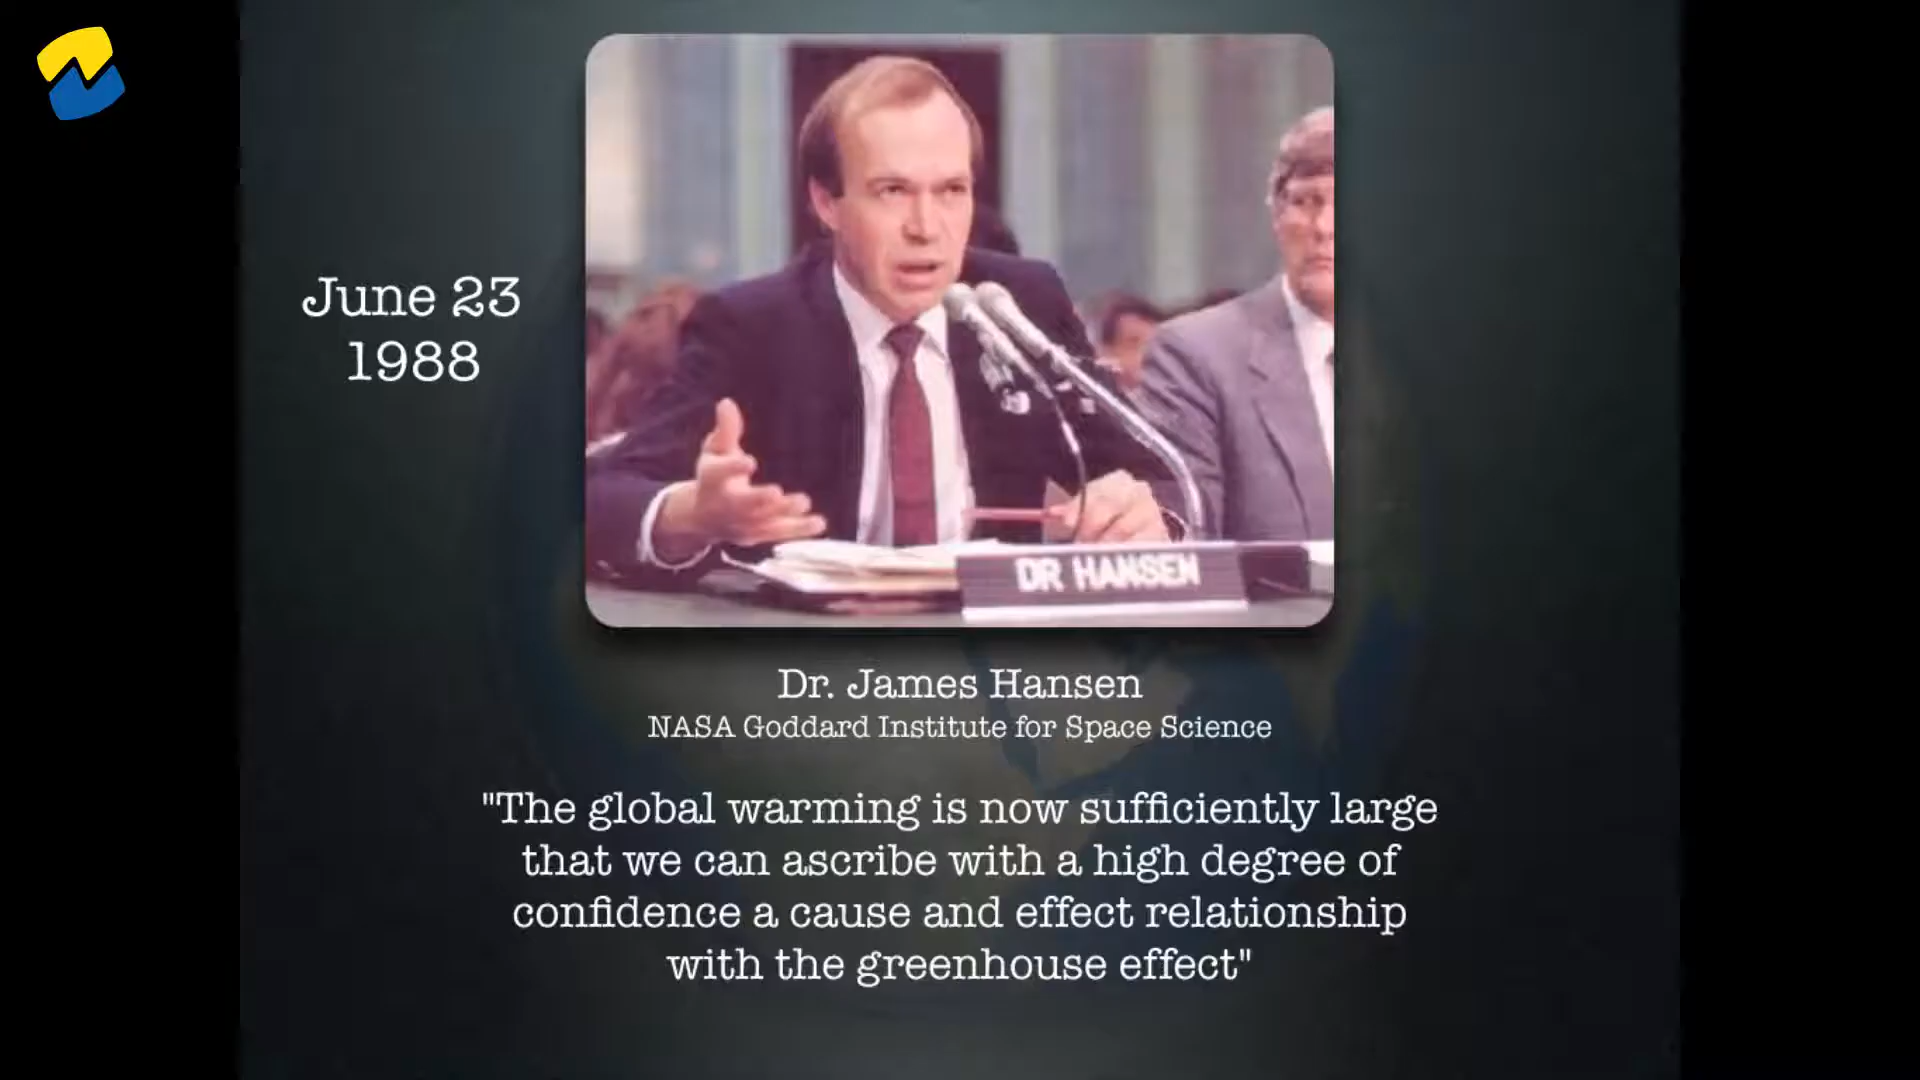 June 23
1988
DR HANSEN
Dr. James Hansen
NASA Goddard Institute for Space Science
"The global warming is now sufficiently large
that we can ascribe with a high degree of
confidence a cause and effect relationship
with the greenhouse effect"